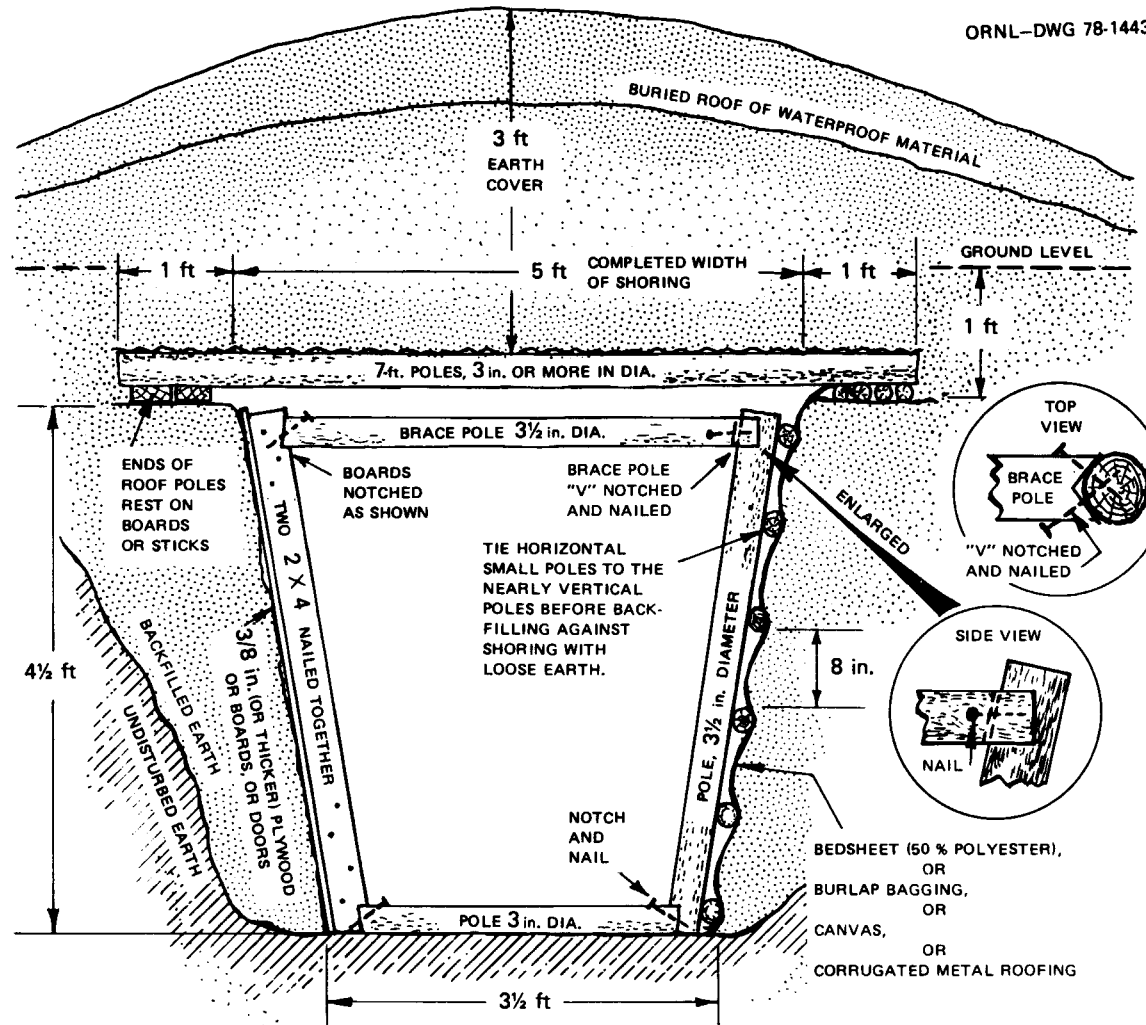 ORNL–DWG 78-1443
BURIED ROOF OF WATERPROOF MATERIAL
3 ft
EARTH
COVER
GROUND LEVEL
1 ft
5 ft COMPLETED WIDTH
OF SHORING
1 ft
1 ft
7-ft. POLES, 3 in. OR MORE IN DIA.
BRACE POLE 3½ in. DIA.
ENDS OF
ROOF POLES
REST ON
BOARDS
OR STICKS
BOARDS
NOTCHED
AS SHOWN
BRACE POLE
"V" NOTCHED
AND NAILED
ENLARGED
TOP
VIEW
BRACE
POLE
"V" NOTCHED
AND NAILED
TWO 2 X 4 NAILED TOGETHER
TIE HORIZONTAL
SMALL POLES TO THE
NEARLY VERTICAL
POLES BEFORE BACK-
FILLING AGAINST
SHORING WITH
LOOSE EARTH.
4½ ft
BACKFILLED EARTH
UNDISTURBED EARTH
3/8 in. (OR THICKER) PLYWOOD
OR BOARDS, OR DOORS
POLE, 3½ in. DIAMETER
8 in.
SIDE VIEW
NAIL
NOTCH
AND
NAIL
POLE 3 in. DIA.
BEDSHEET (50 % POLYESTER),
OR
BURLAP BAGGING,
OR
CANVAS,
OR
CORRUGATED METAL ROOFING
3½ ft